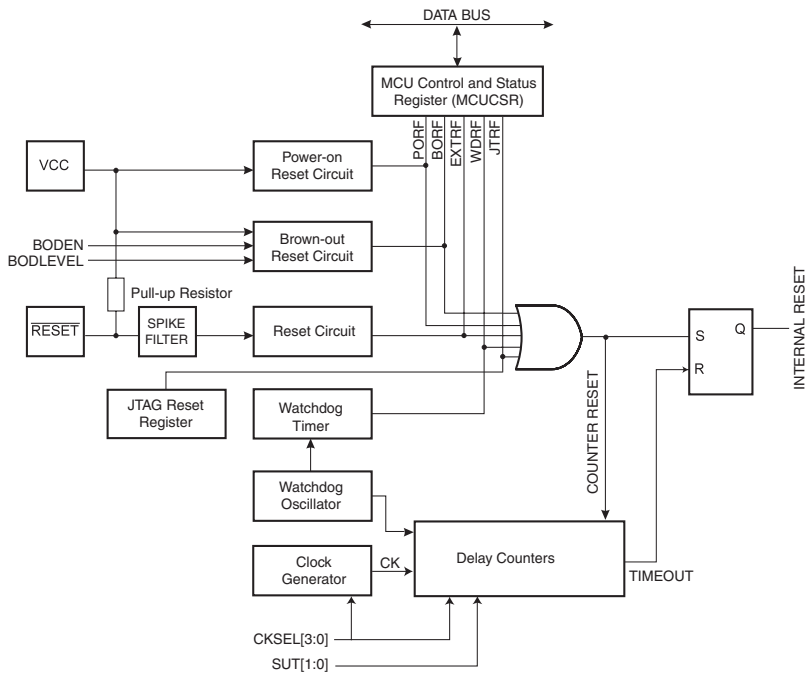 DATA BUS
MCU Control and Status
Register (MCUCSR)
PORF
BORF
EXTRF
WDRF
JTRF
VCC
Power-on
Reset Circuit
BODEN
BODLEVEL
Brown-out
Reset Circuit
Pull-up Resistor
RESET
SPIKE
FILTER
Reset Circuit
JTAG Reset
Register
Watchdog
Timer
Watchdog
Oscillator
Clock
Generator
CK
Delay Counters
CKSEL[3:0]
SUT[1:0]
COUNTER RESET
TIMEOUT
S
R
Q
INTERNAL RESET